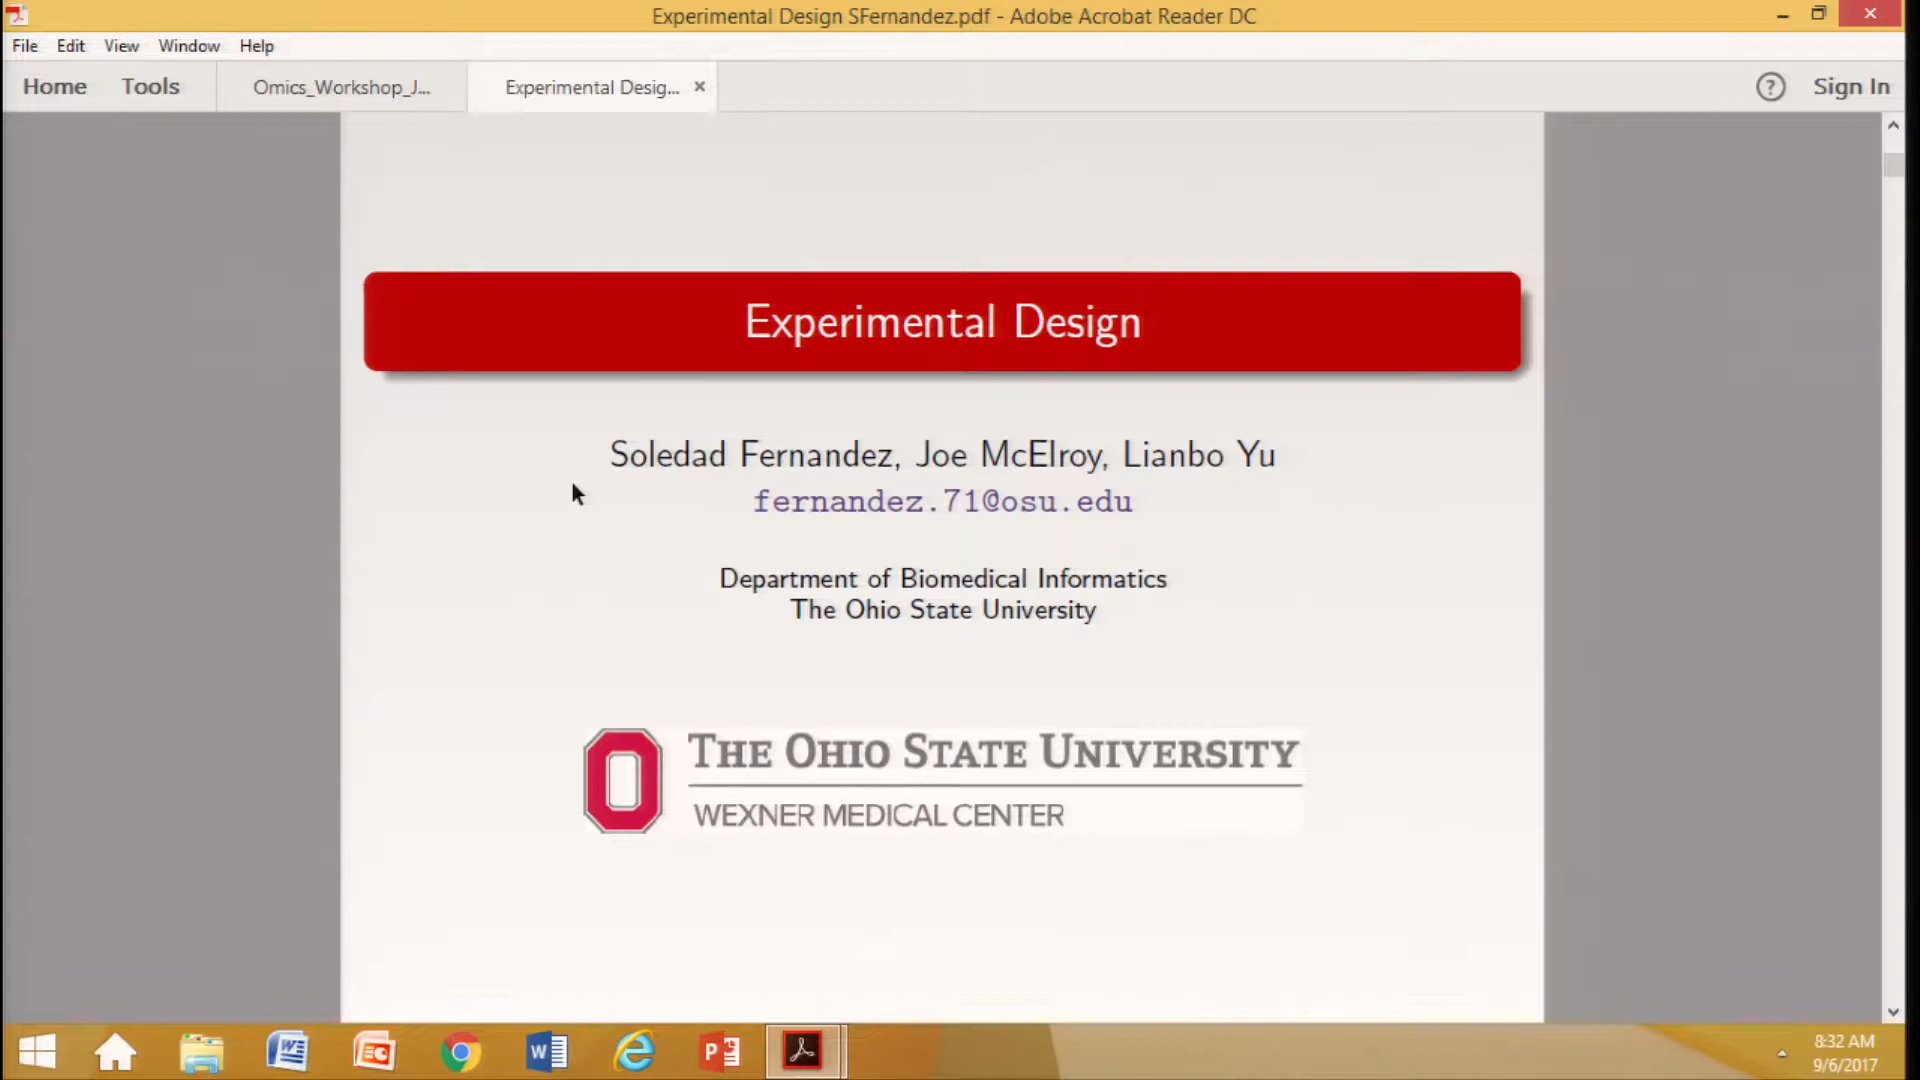 Experimental Design SFernandez.pdf - Adobe Acrobat Reader DC
File Edit View Window Help
Home Tools Omics_Workshop_J... Experimental Desig... × ? Sign In
Experimental Design
Soledad Fernandez, Joe McElroy, Lianbo Yu
fernandez.71@osu.edu
Department of Biomedical Informatics
The Ohio State University
THE OHIO STATE UNIVERSITY
WEXNER MEDICAL CENTER
8:32 AM
9/6/2017